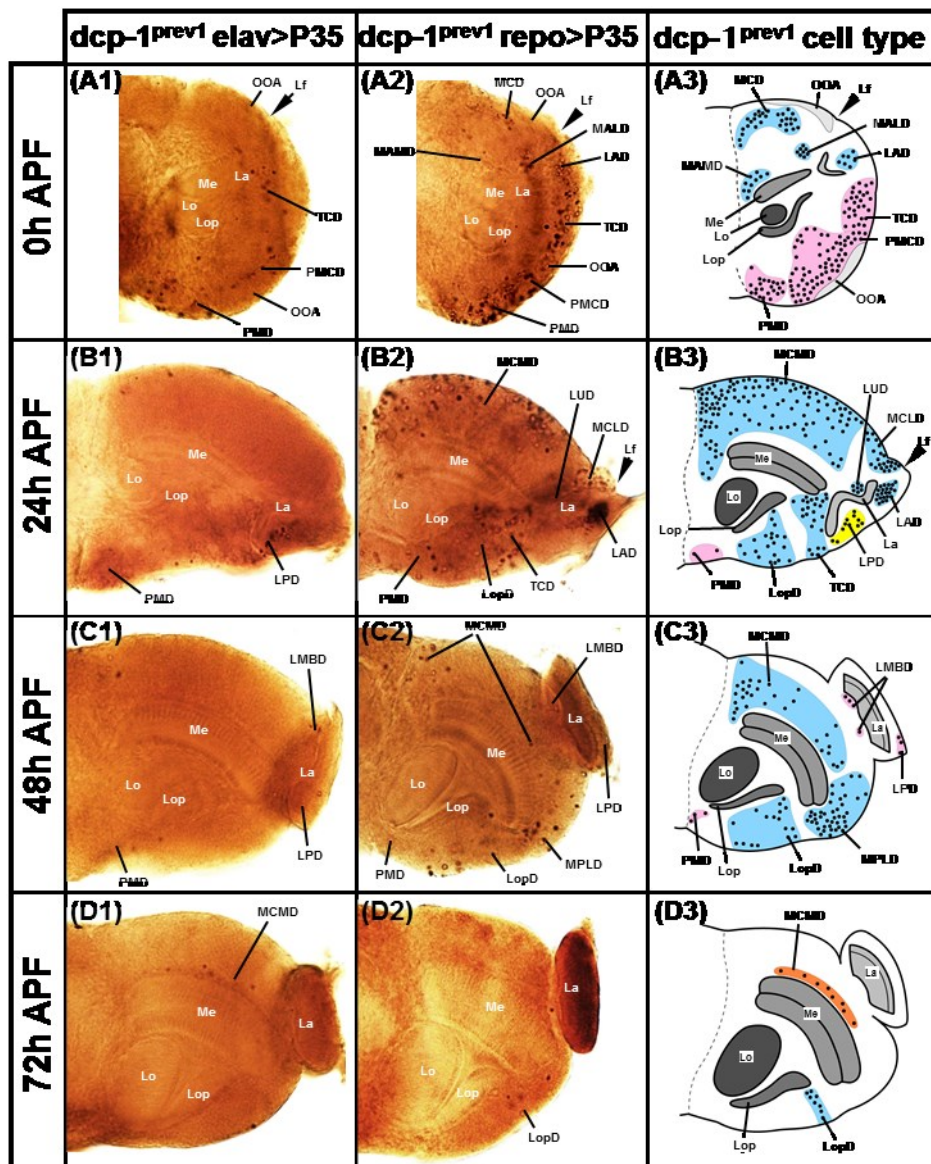 dcp-1prev1 elav>P35
dcp-1prev1 repo>P35
dcp-1prev1 cell type
0h APF
(A1)
OOA
Lf
La
Me
Lo
Lop
TCD
PMCD
OOA
PMD
(A2)
MCD
OOA
Lf
MALD
MAMD
LAD
Me
La
Lo
Lop
TCD
OOA
PMCD
PMD
(A3)
MCD
OOA
Lf
MALD
LAD
MAMD
Me
TCD
Lo
PMCD
Lop
OOA
PMD
24h APF
(B1)
Me
Lo
Lop
La
LPD
PMD
(B2)
MCMD
LUD
MCLD
Lf
Me
Lo
Lop
La
LAD
TCD
PMD
LopD
(B3)
MCMD
LUD
MCLD
Lf
Me
Lo
Lop
LAD
La
LPD
PMD
TCD
LopD
48h APF
(C1)
LMBD
Me
Lo
La
Lop
LPD
PMD
(C2)
MCMD
LMBD
La
Me
Lo
Lop
LPD
PMD
MPLD
LopD
(C3)
MCMD
LMBD
La
Me
Lo
LPD
PMD
Lop
LopD
MPLD
72h APF
(D1)
MCMD
Me
La
Lo
Lop
(D2)
La
Me
Lo
Lop
LopD
(D3)
MCMD
La
Me
Lo
Lop
LopD